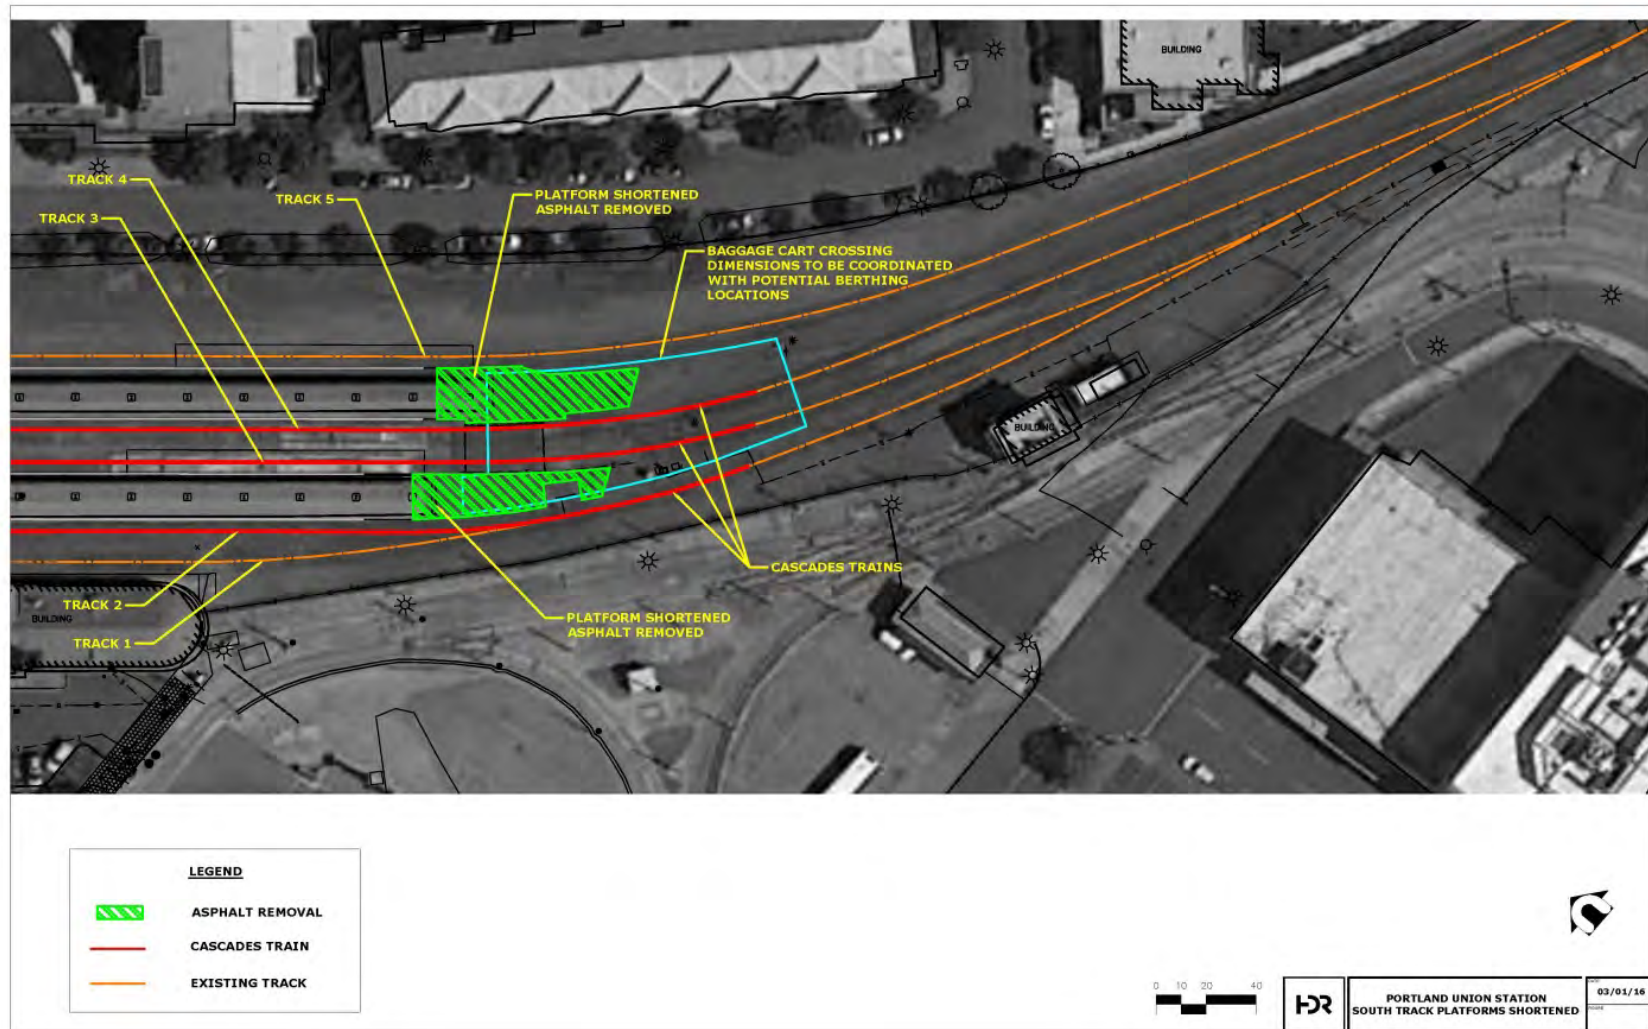 BUILDING
TRACK 4
TRACK 3
TRACK 5
PLATFORM SHORTENED
ASPHALT REMOVED
BAGGAGE CART CROSSING
DIMENSIONS TO BE COORDINATED
WITH POTENTIAL BERTHING
LOCATIONS
BUILDING
CASCADES TRAINS
TRACK 2
BUILDING
TRACK 1
PLATFORM SHORTENED
ASPHALT REMOVED
LEGEND
ASPHALT REMOVAL
CASCADES TRAIN
EXISTING TRACK
0 10 20 40
HDR
PORTLAND UNION STATION
SOUTH TRACK PLATFORMS SHORTENED
03/01/16